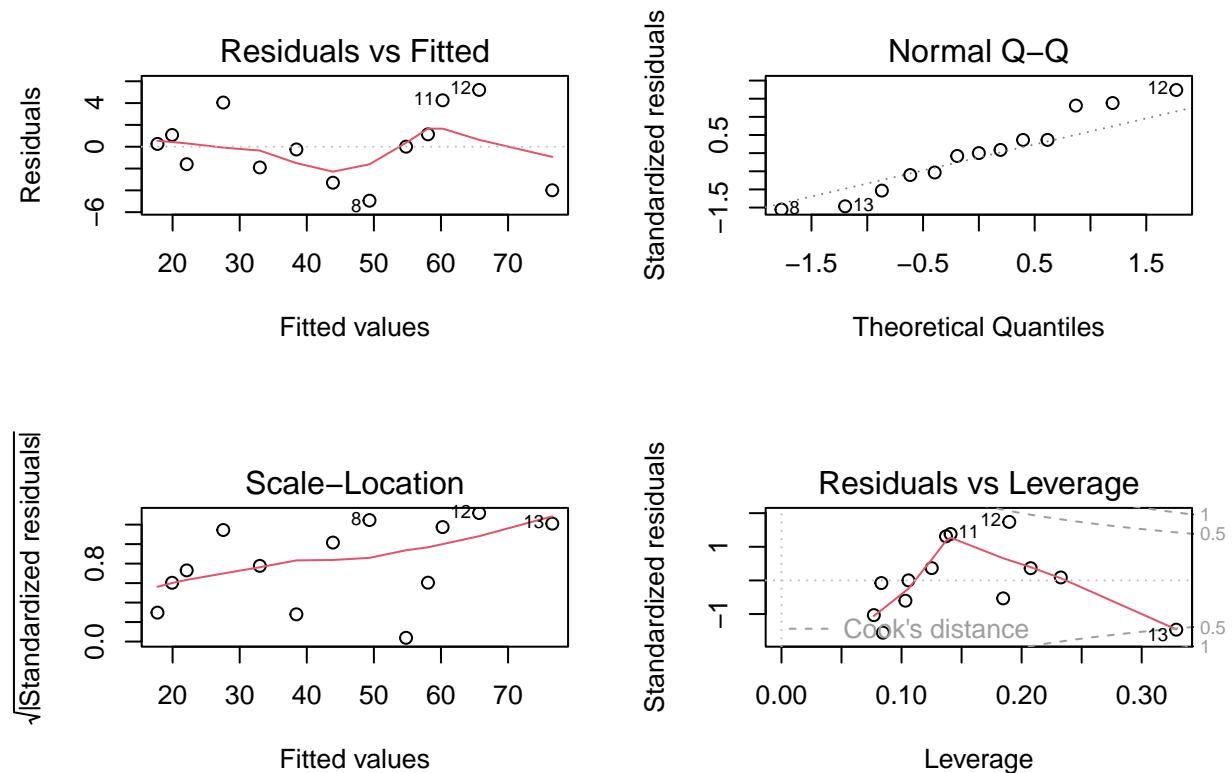 Residuals vs Fitted
Residuals
4
0
−6
11
12
8
20 30 40 50 60 70
Fitted values
Normal Q−Q
Standardized residuals
0.5
−1.5
12
8
13
−1.5 −0.5 0.5 1.5
Theoretical Quantiles
Scale−Location
√|Standardized residuals|
0.8
0.0
8
12
13
20 30 40 50 60 70
Fitted values
Residuals vs Leverage
Standardized residuals
1
−1
12
11
13
1
0.5
0.5
1
Cook's distance
0.00 0.10 0.20 0.30
Leverage